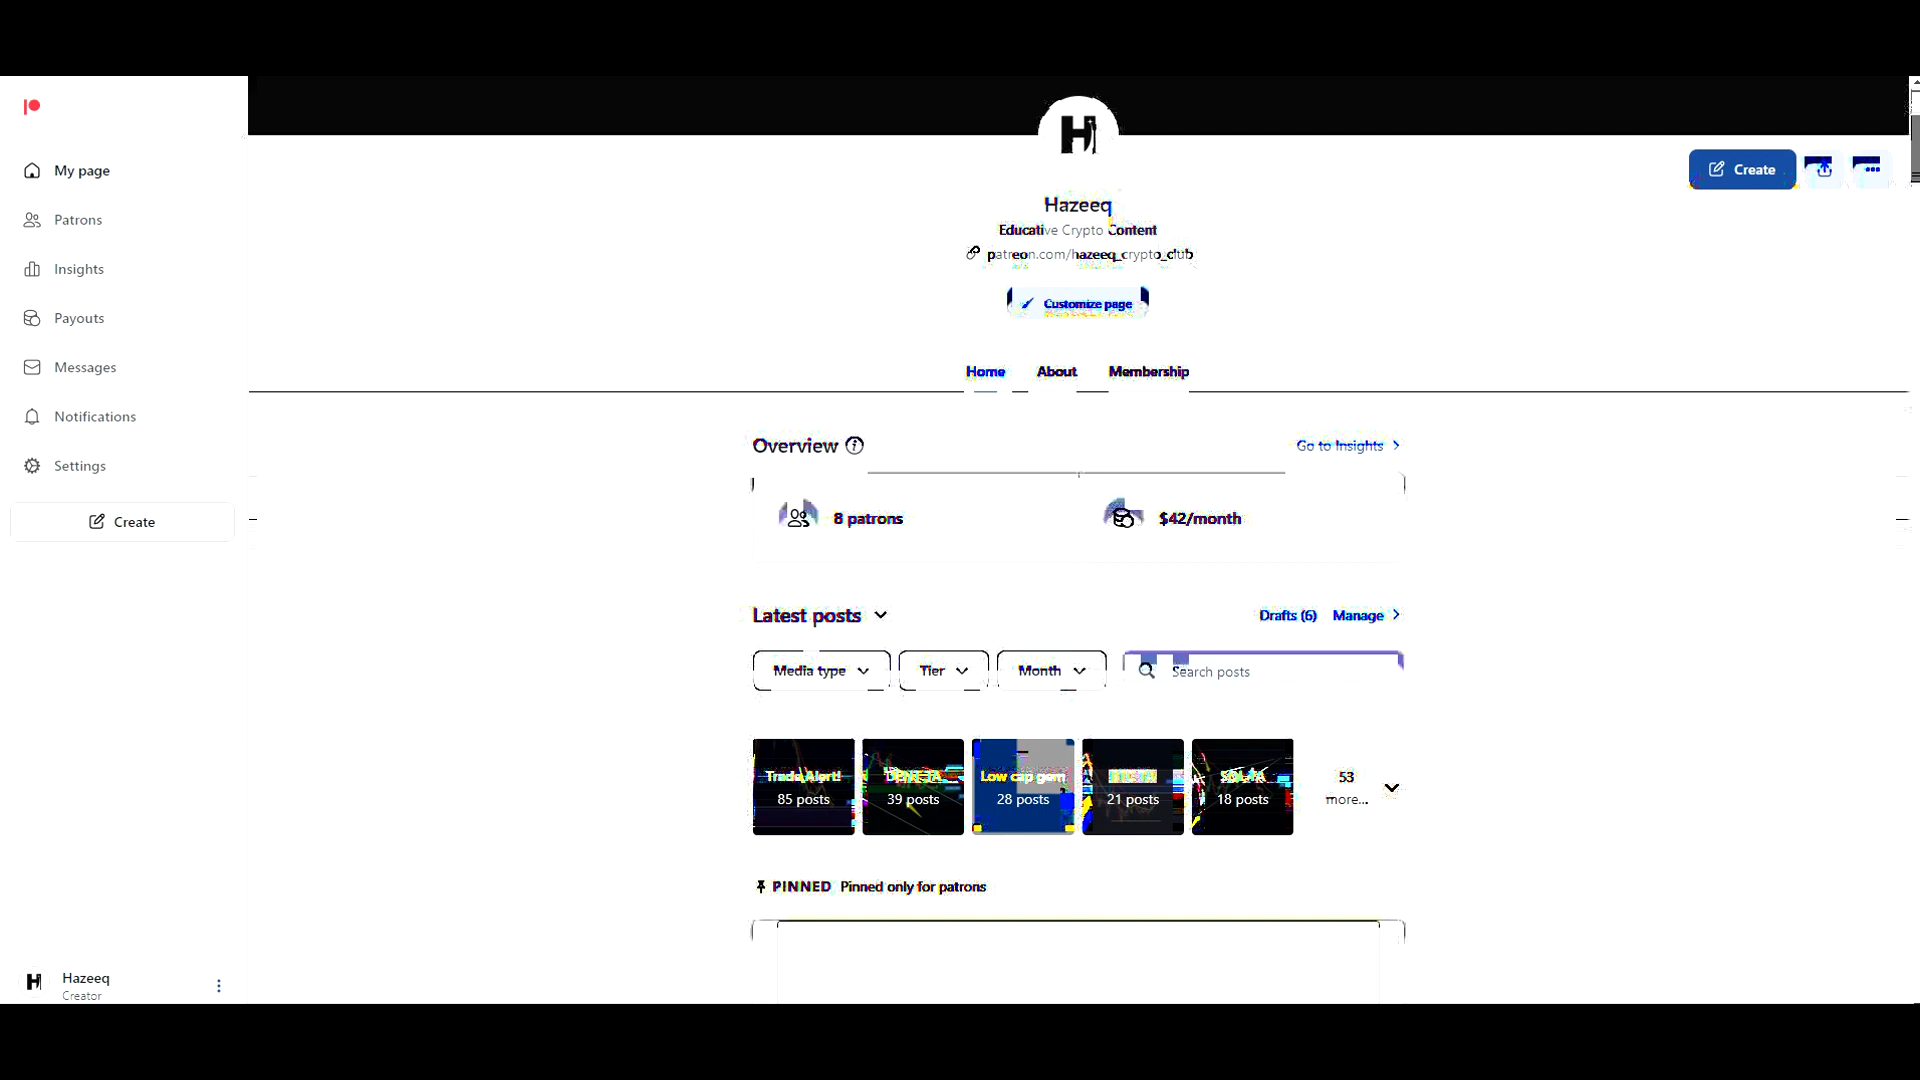 My page
Patrons
Insights
Payouts
Messages
Notifications
Settings
Create
Hazeeq
Creator
Create
Hazeeq
Educative Crypto Content
patreon.com/hazeeq_crypto_club
Customize page
Home About Membership
Overview
Go to Insights
8 patrons
$42/month
Latest posts
Drafts (6) Manage
Media type Tier Month Search posts
Trade Alert!
85 posts
39 posts
Low cap gem
28 posts
21 posts
SOL TA
18 posts
53
more...
PINNED Pinned only for patrons